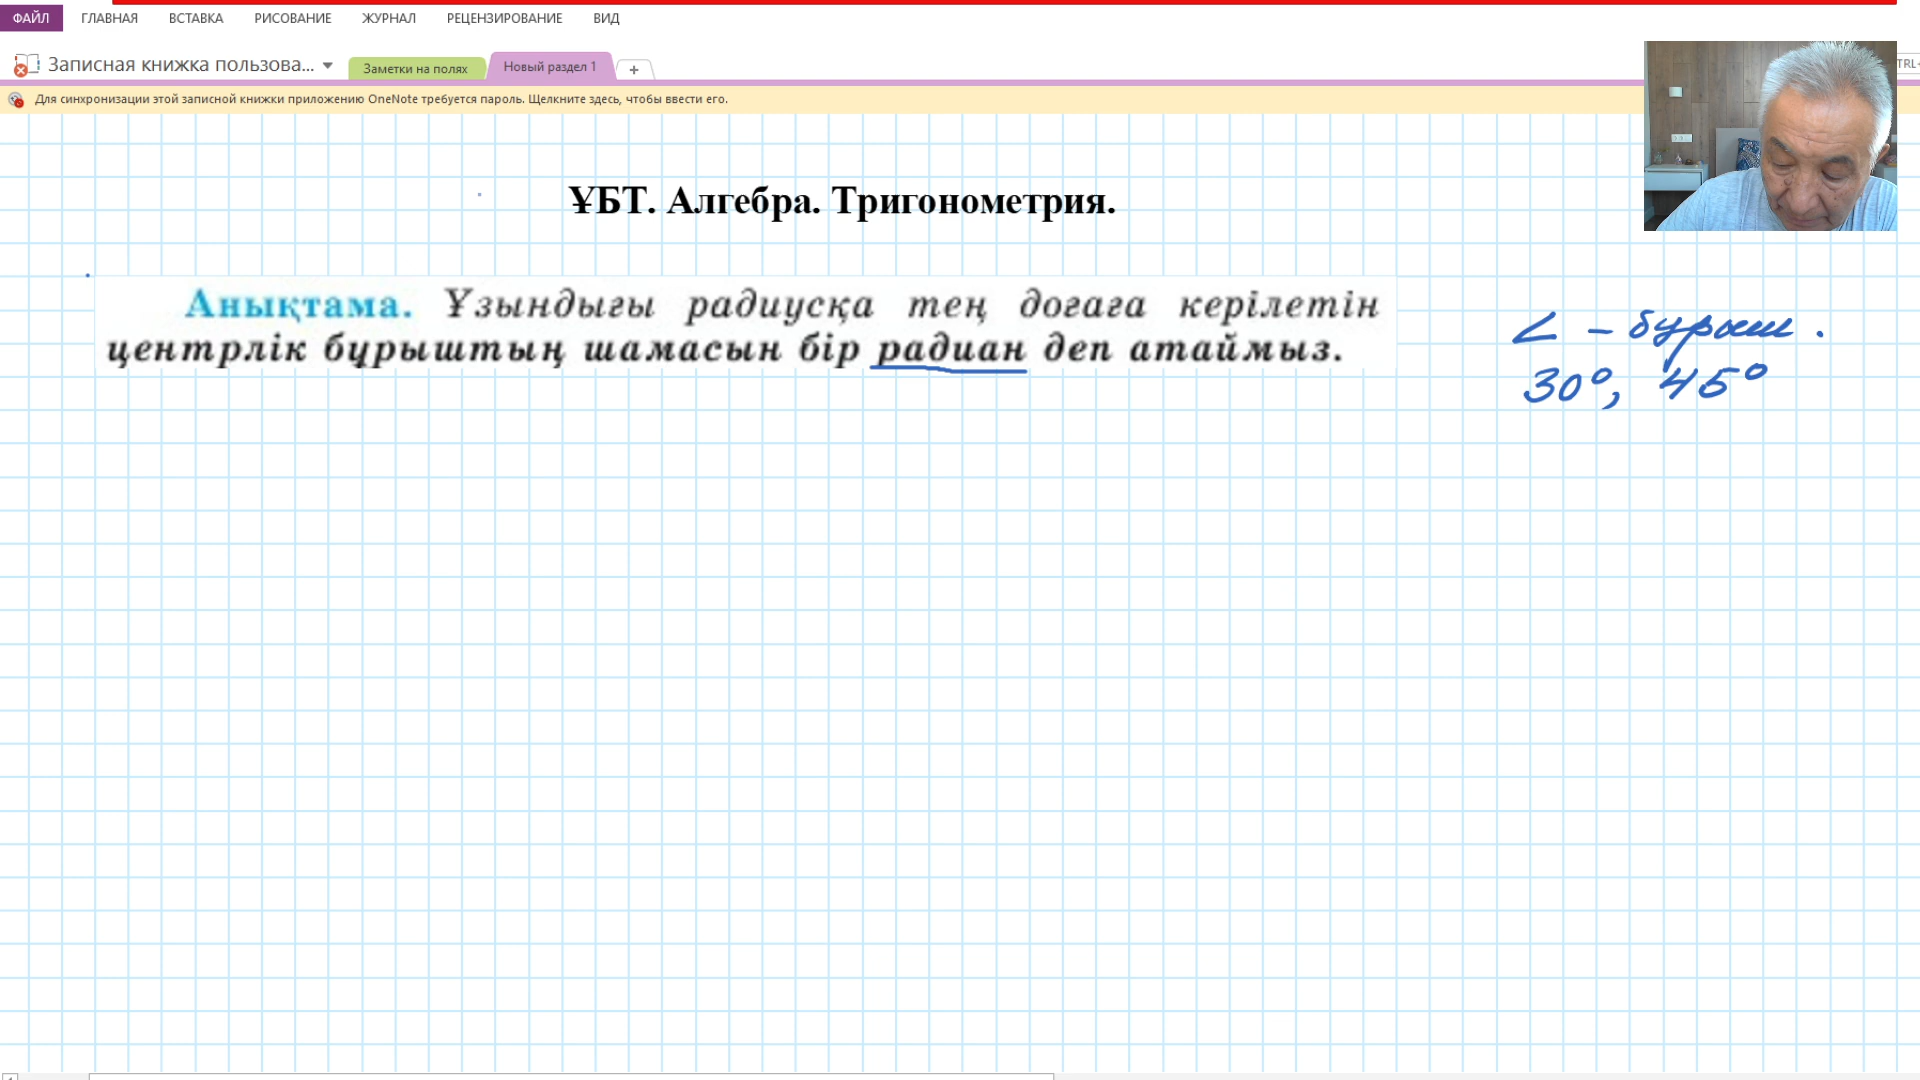 ФАЙЛ ГЛАВНАЯ ВСТАВКА РИСОВАНИЕ ЖУРНАЛ РЕЦЕНЗИРОВАНИЕ ВИД
Записная книжка пользова... Заметки на полях Новый раздел 1 +
TRL
Для синхронизации этой записной книжки приложению OneNote требуется пароль. Щелкните здесь, чтобы ввести его.
ҰБТ. Алгебра. Тригонометрия.
Анықтама. Ұзындығы радиусқа тең доғаға керілетін
центрлік бұрыштың шамасын бір радиан деп атаймыз.
∠ – бұрыш.
30°, 45°